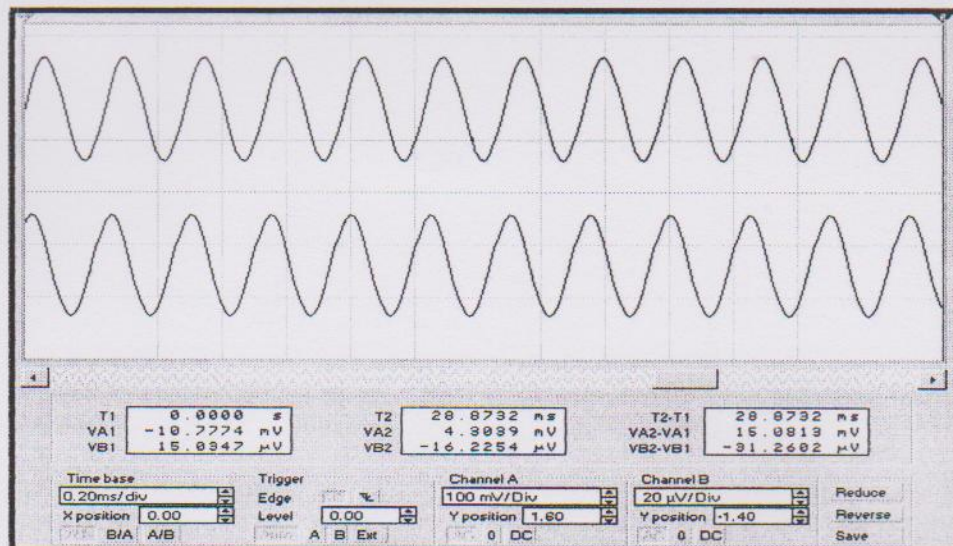 T1 0.0000 s T2 28.8732 ms T2-T1 28.8732 ms
VA1 -10.7774 mV VA2 4.3039 mV VA2-VA1 15.0813 mV
VB1 15.0347 µV VB2 -16.2254 µV VB2-VB1 -31.2602 µV
Time base Trigger Channel A Channel B
0.20ms/div Edge 100 mV/Div 20 µV/Div Reduce
X position 0.00 Level 0.00 Y position 1.60 Y position -1.40 Reverse
B/A A/B A B Ext 0 DC 0 DC Save